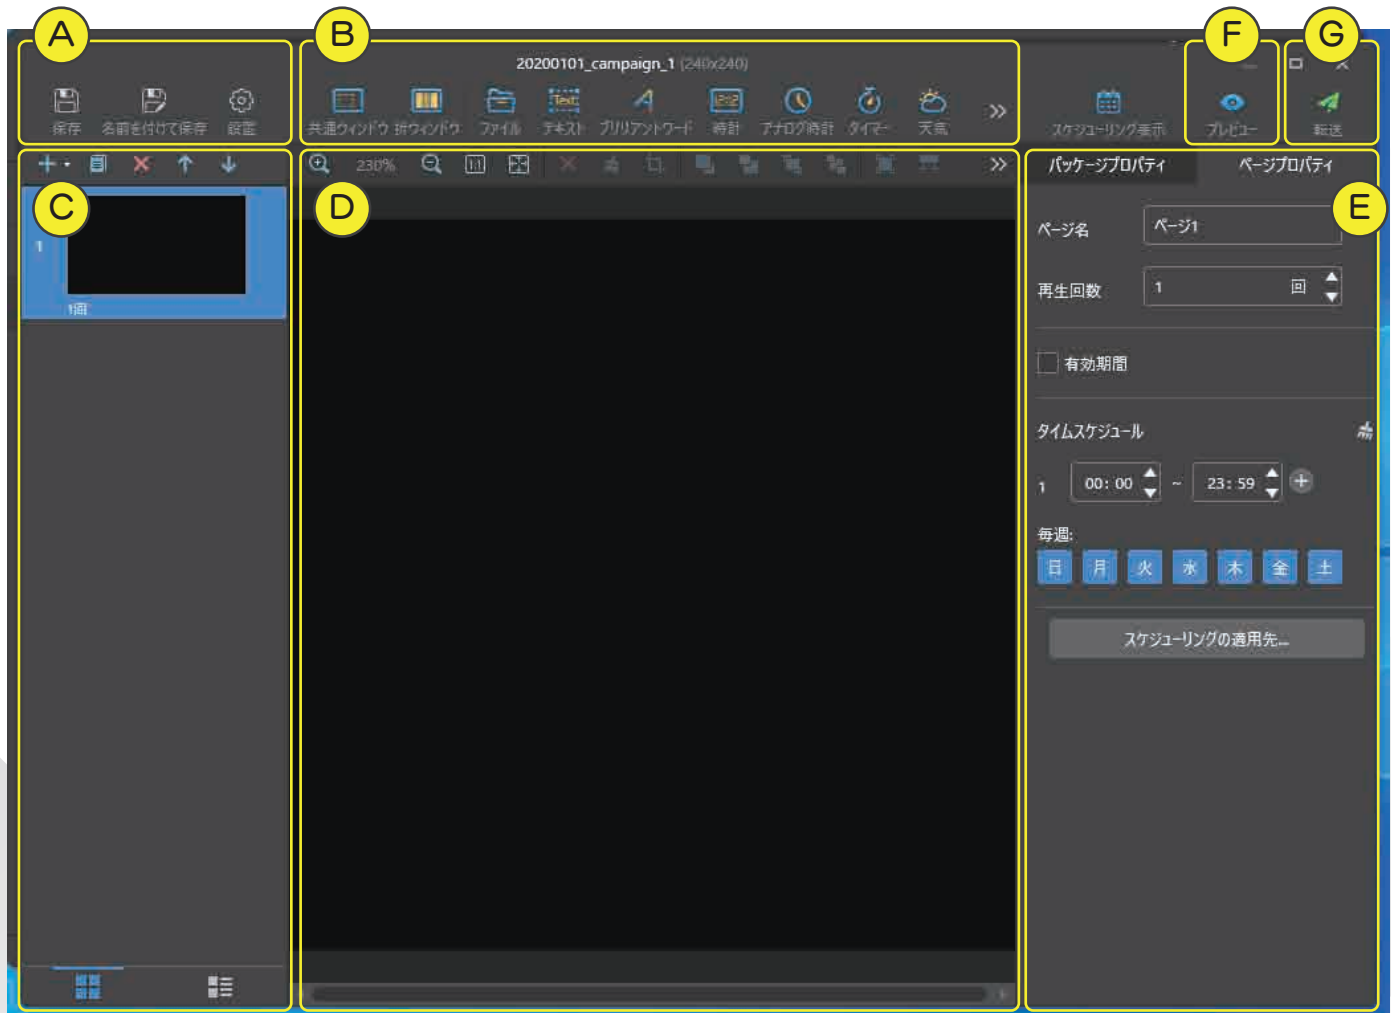 A
B
F
G
20200101_campaign_1 (240x240)
保存 名前を付けて保存 設置
共通ウィンドウ 折ウィンドウ ファイル テキスト ブリリアントワード 時計 アナログ時計 タイマー 天気
スケジューリング表示 プレビュー 転送
C
1
1回
230%
1:1
D
パッケージプロパティ ページプロパティ
E
ページ名 ページ1
再生回数 1 回
有効期間
タイムスケジュール
1 00:00 ~ 23:59
毎週:
日 月 火 水 木 金 土
スケジューリングの適用先...